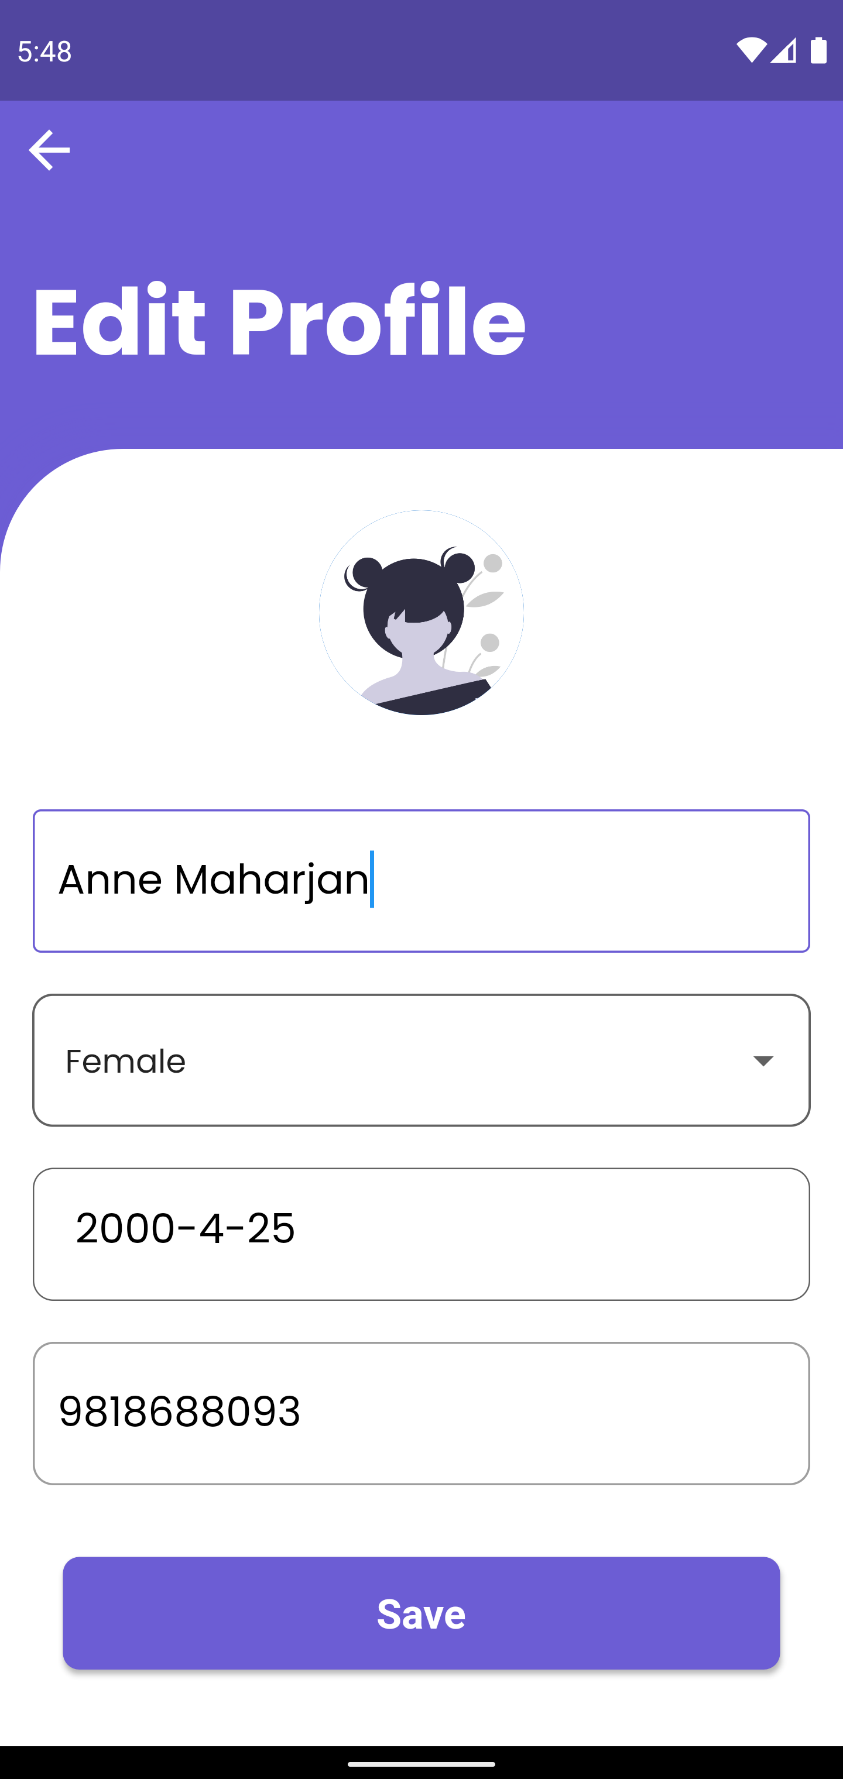 5:48
Edit Profile
Anne Maharjan
Female
2000-4-25
9818688093
Save